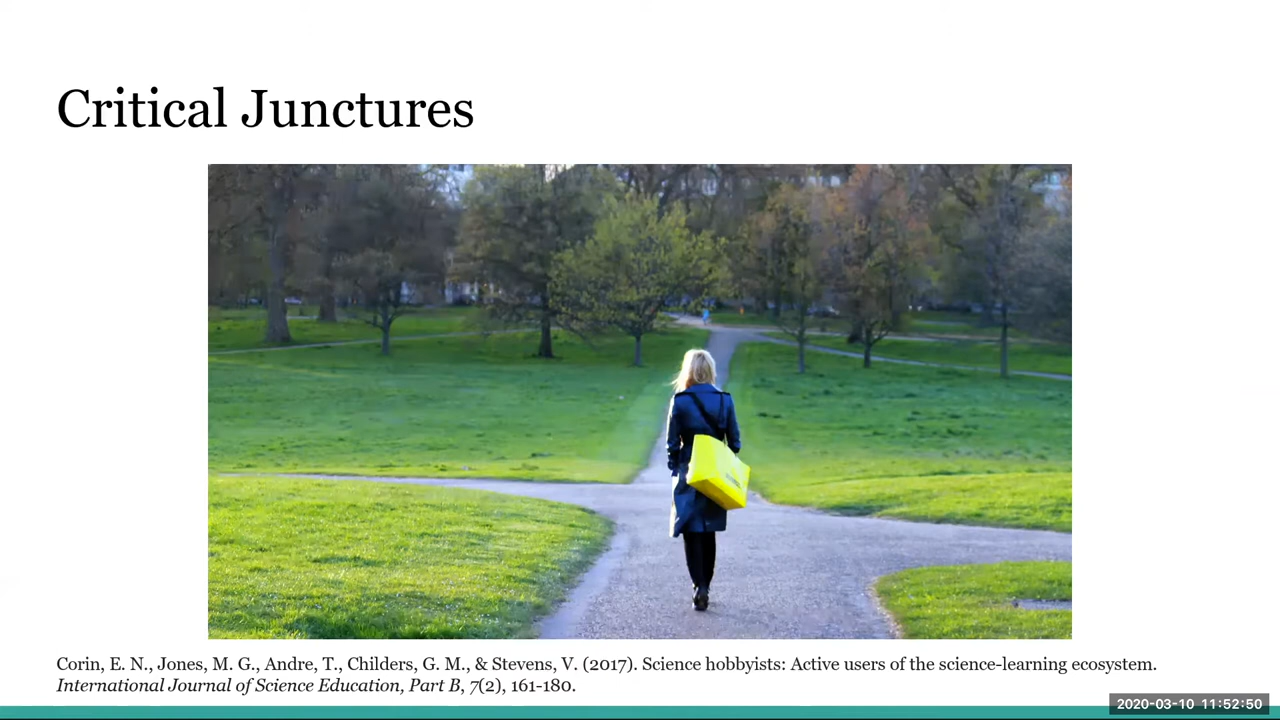 Critical Junctures
Corin, E. N., Jones, M. G., Andre, T., Childers, G. M., & Stevens, V. (2017). Science hobbyists: Active users of the science-learning ecosystem.
International Journal of Science Education, Part B, 7(2), 161-180.
2020-03-10 11:52:50